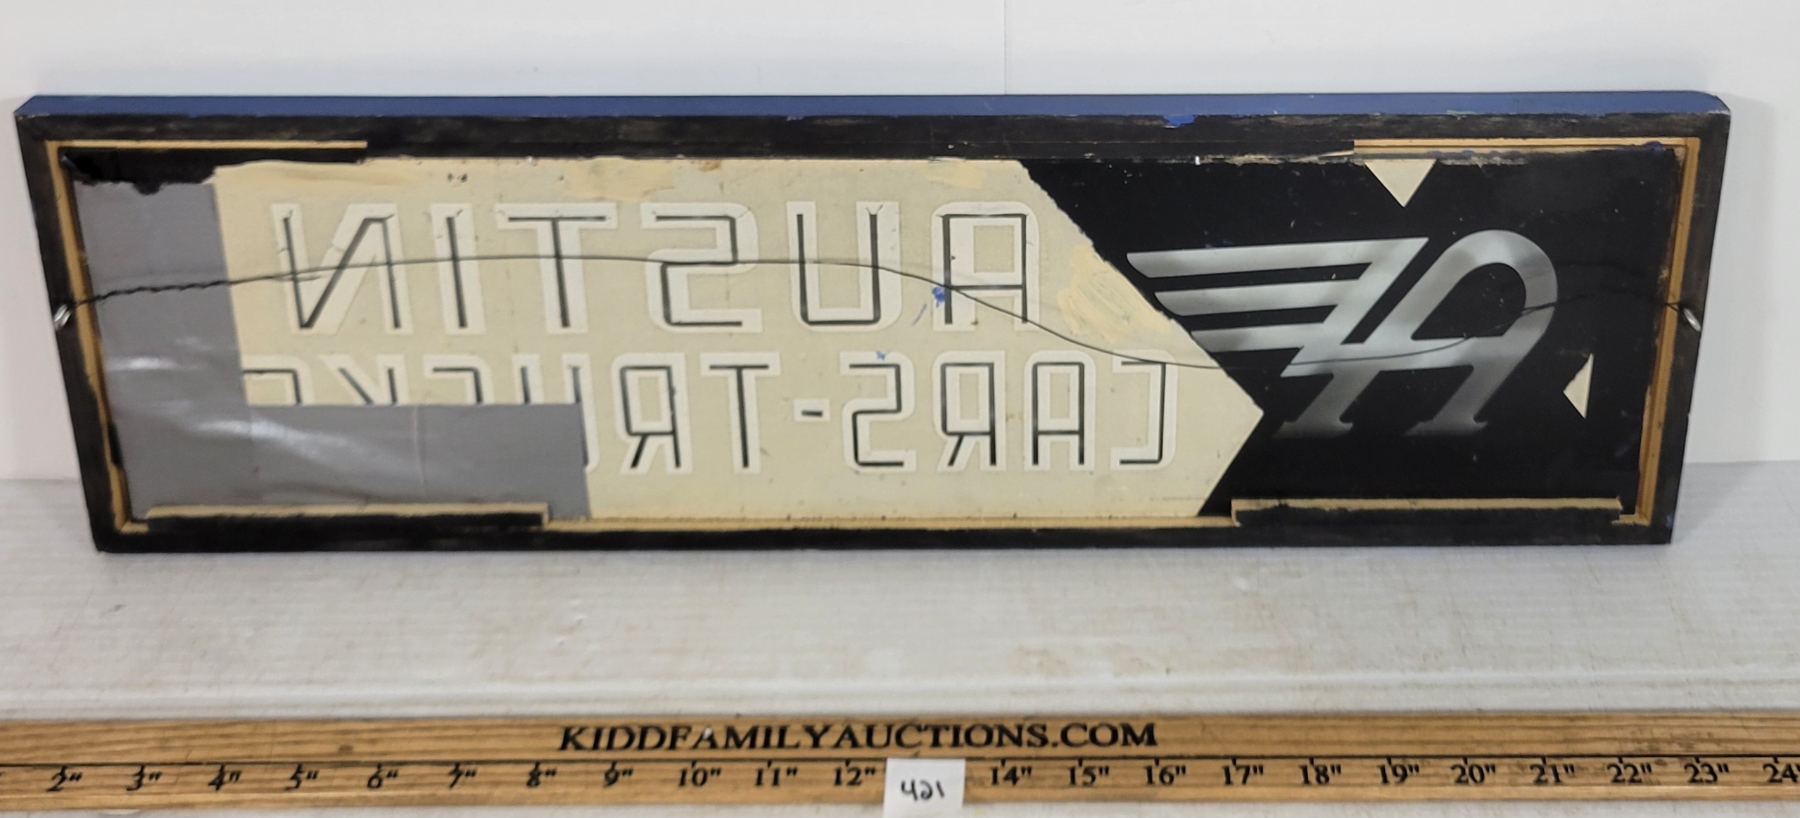 AUSTIN
CARS-TRUCKS
KIDDFAMILYAUCTIONS.COM
2" 3" 4" 5" 6" 7" 8" 9" 10" 11" 12" 14" 15" 16" 17" 18" 19" 20" 21" 22" 23" 24"
421